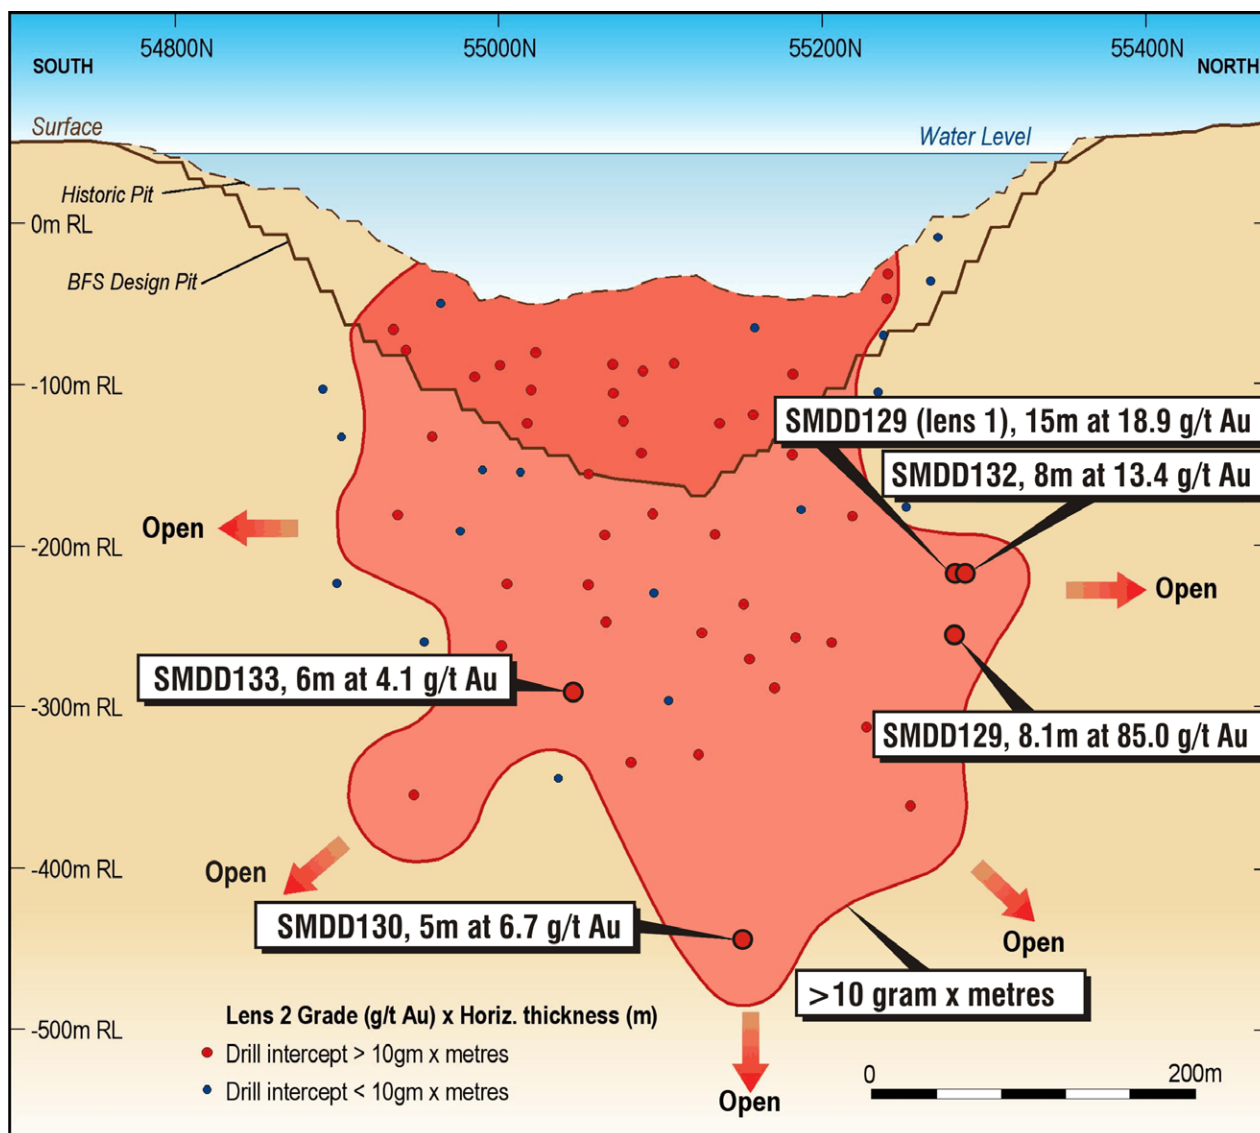 54800N 55000N 55200N 55400N
SOUTH NORTH
Surface Water Level
Historic Pit
0m RL
BFS Design Pit
-100m RL
SMDD129 (lens 1), 15m at 18.9 g/t Au
SMDD132, 8m at 13.4 g/t Au
Open
-200m RL
Open
SMDD133, 6m at 4.1 g/t Au
-300m RL
SMDD129, 8.1m at 85.0 g/t Au
-400m RL
Open
SMDD130, 5m at 6.7 g/t Au
Open
>10 gram x metres
Lens 2 Grade (g/t Au) x Horiz. thickness (m)
-500m RL
Drill intercept > 10gm x metres
Drill intercept < 10gm x metres
0 200m
Open